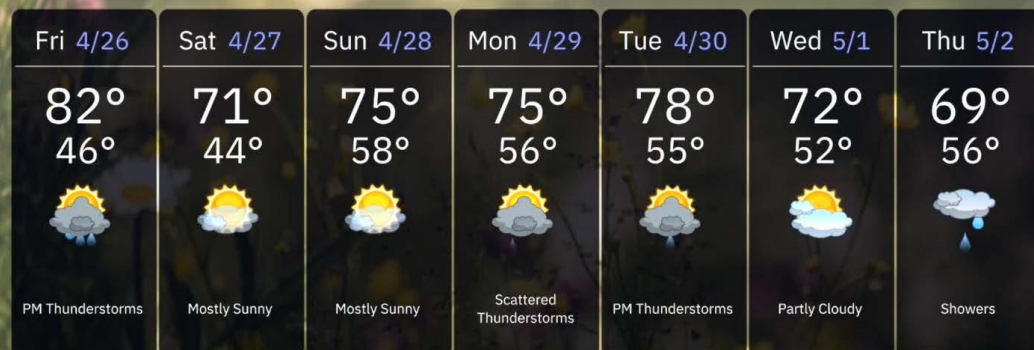 Fri 4/26
82°
46°
PM Thunderstorms
Sat 4/27
71°
44°
Mostly Sunny
Sun 4/28
75°
58°
Mostly Sunny
Mon 4/29
75°
56°
Scattered
Thunderstorms
Tue 4/30
78°
55°
PM Thunderstorms
Wed 5/1
72°
52°
Partly Cloudy
Thu 5/2
69°
56°
Showers